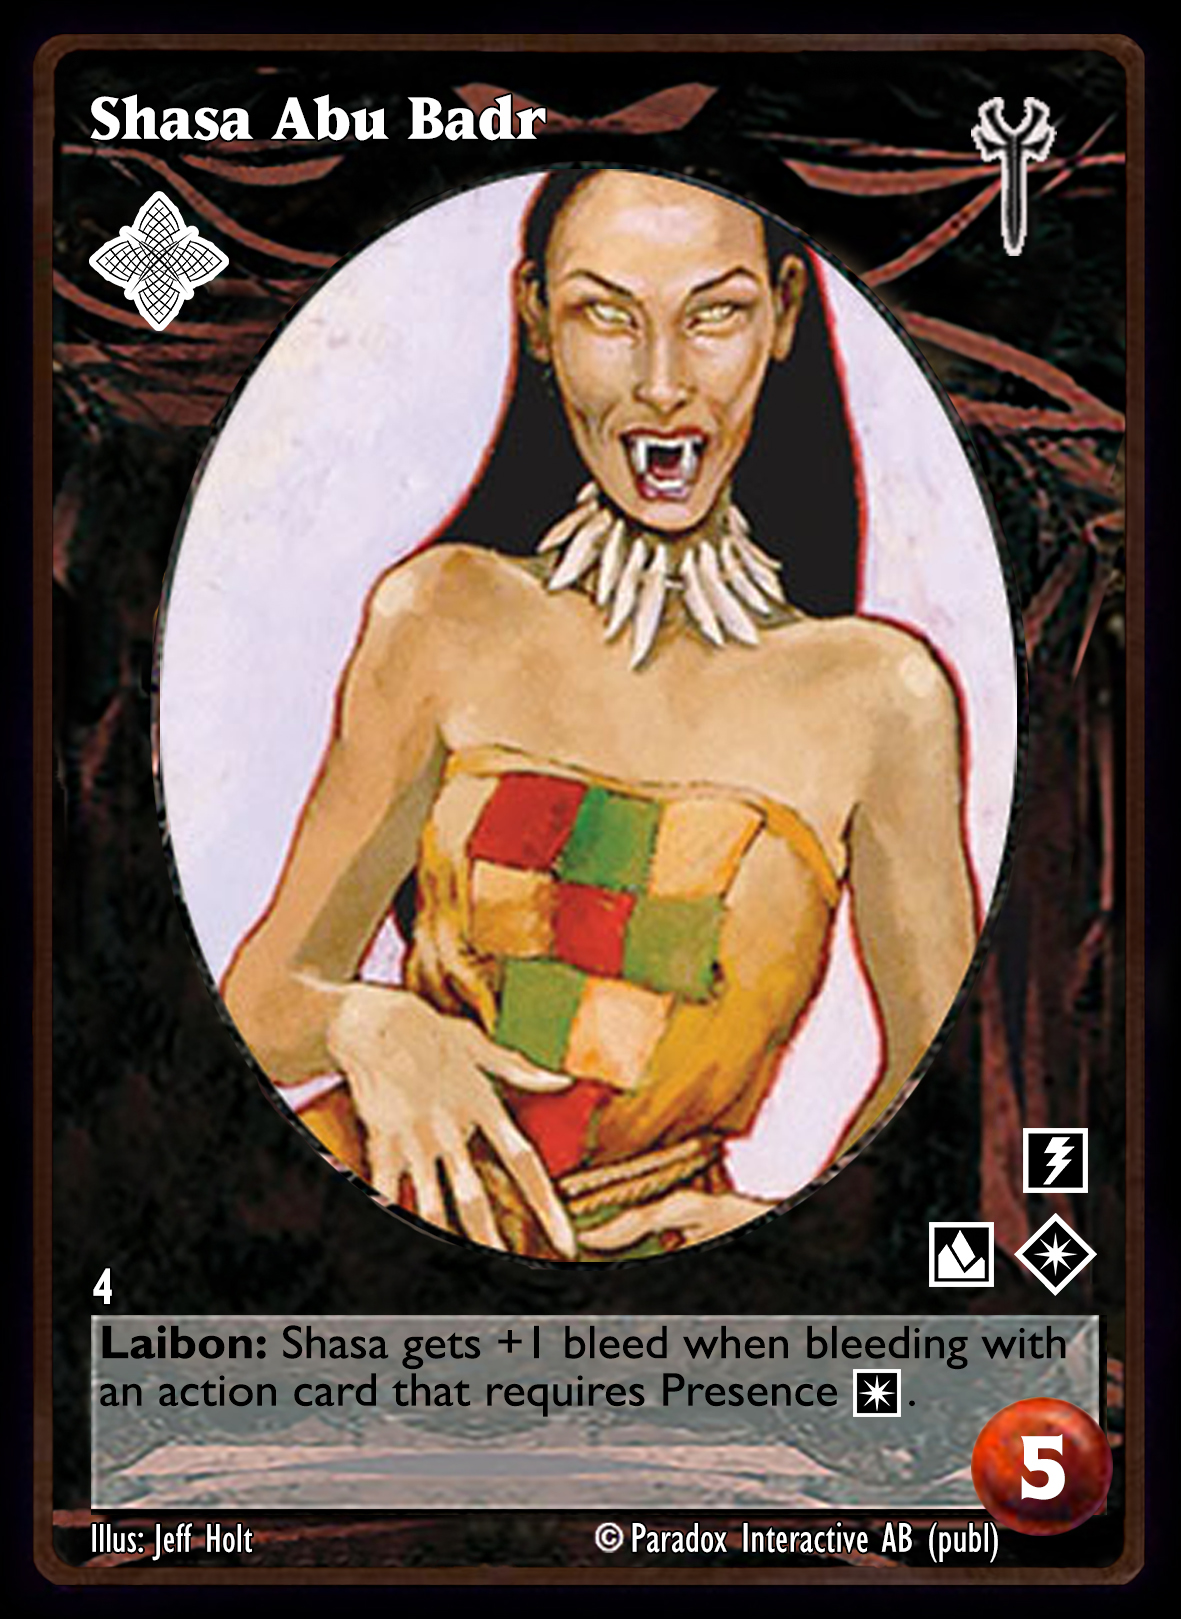 Shasa Abu Badr
4
Laibon: Shasa gets +1 bleed when bleeding with
an action card that requires Presence .
5
Illus: Jeff Holt
© Paradox Interactive AB (publ)